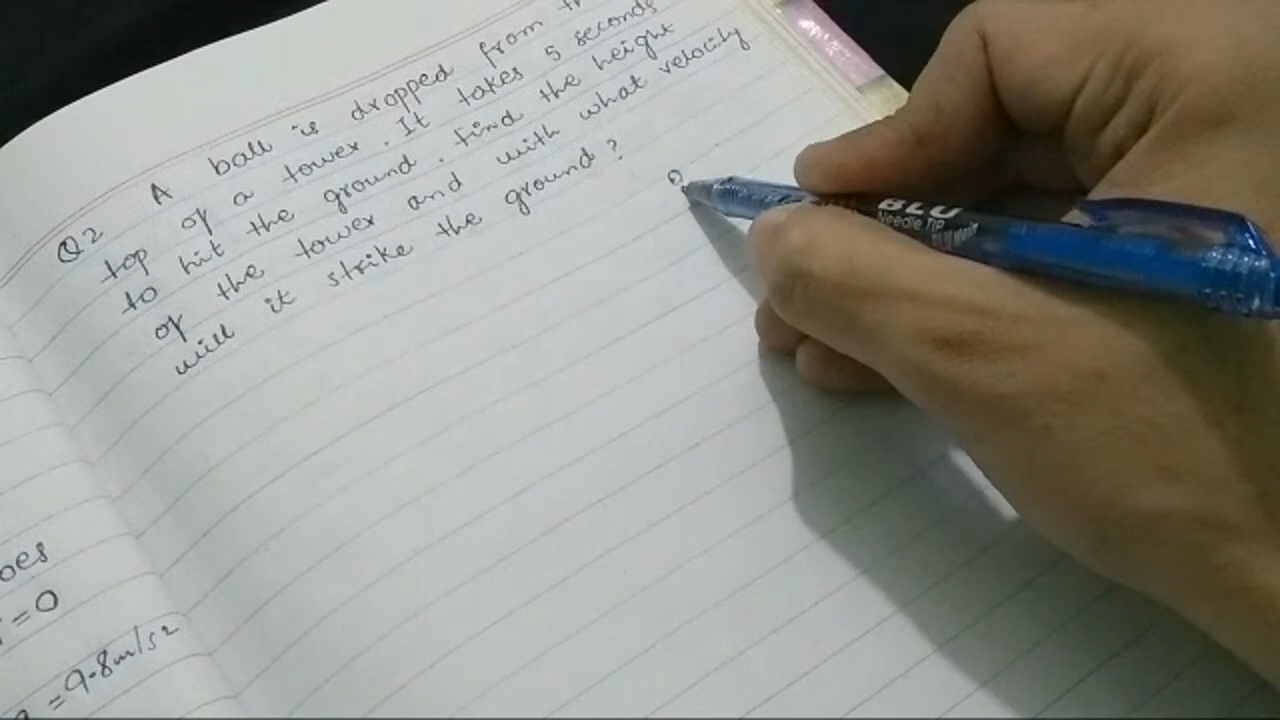 Q2 A ball is dropped from
top of a tower. It takes 5 seconds
to hit the ground. find the height
of the tower and with what velocity
will it strike the ground?
= 0
= 9.8m/s2
BLU
Needle TIP